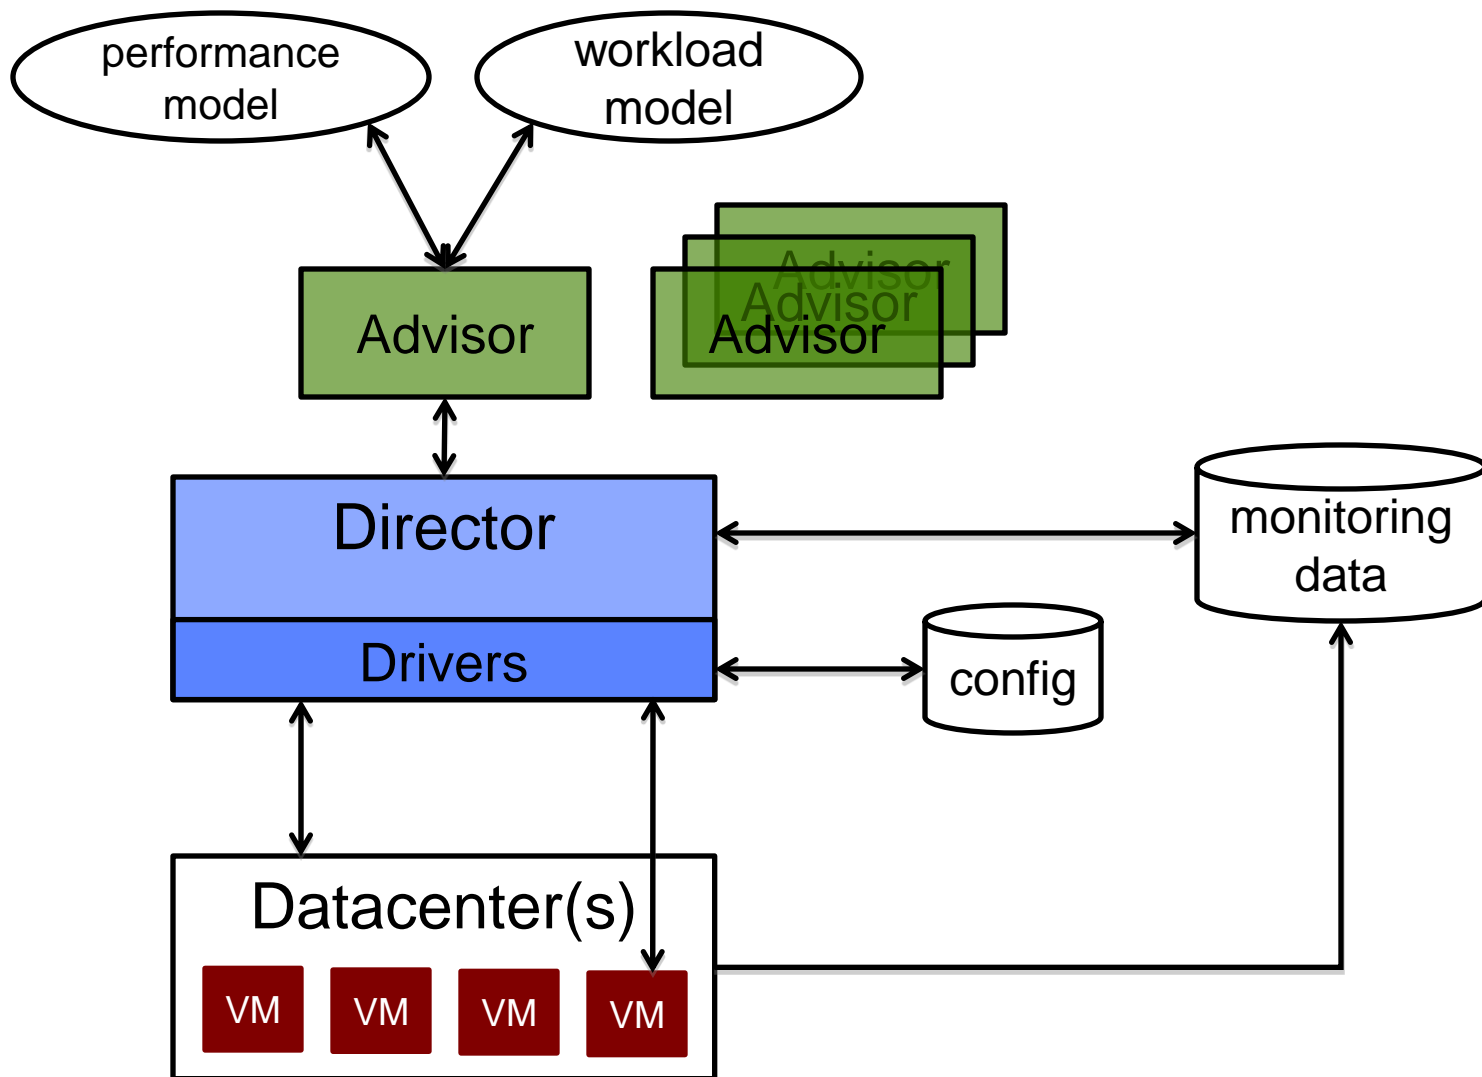 performance
model
workload
model
Advisor
Advisor
Advisor
Advisor
Director
monitoring
data
Drivers
config
Datacenter(s)
VM
VM
VM
VM